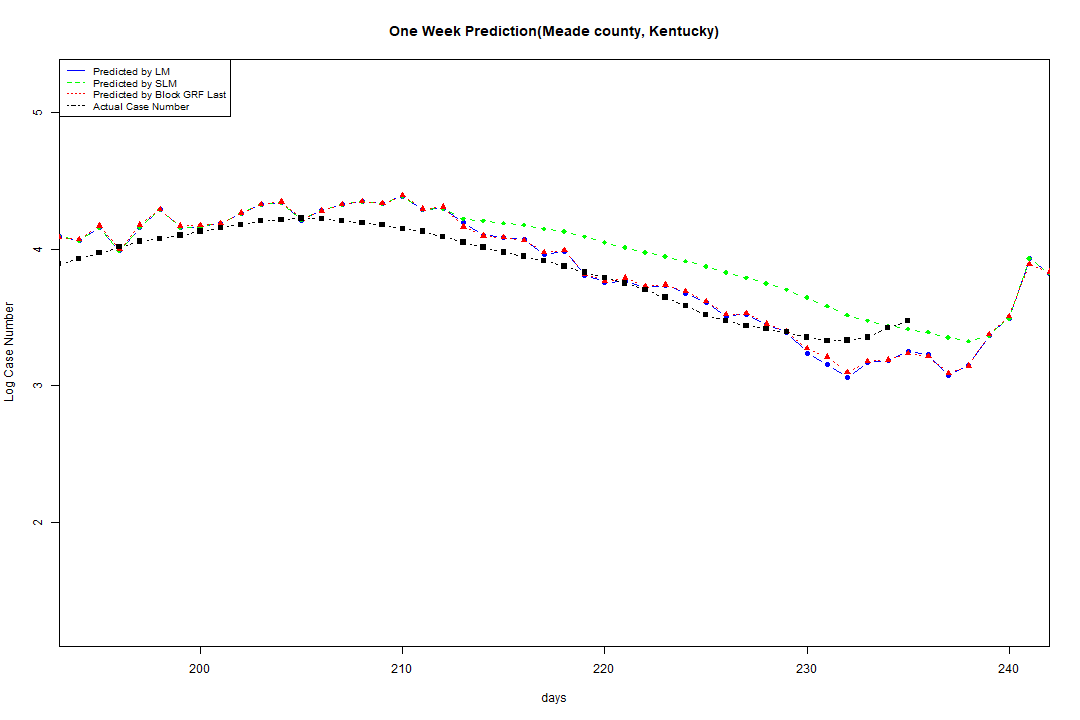 One Week Prediction(Meade county, Kentucky)
Predicted by LM
Predicted by SLM
Predicted by Block GRF Last
Actual Case Number
5
4
3
2
Log Case Number
200 210 220 230 240
days